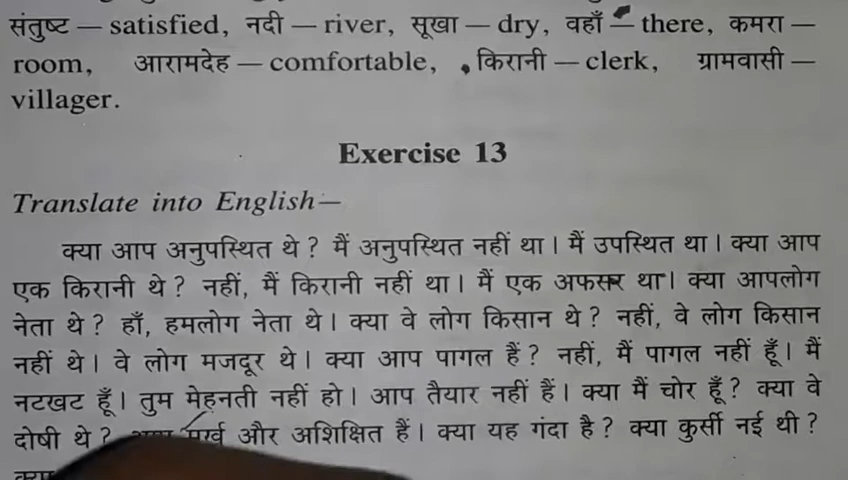 संतुष्ट — satisfied, नदी — river, सूखा — dry, वहाँ — there, कमरा —
room, आरामदेह — comfortable, किरानी — clerk, ग्रामवासी —
villager.
Exercise 13
Translate into English—
क्या आप अनुपस्थित थे ? मैं अनुपस्थित नहीं था। मैं उपस्थित था। क्या आप
एक किरानी थे ? नहीं, मैं किरानी नहीं था। मैं एक अफसर था। क्या आपलोग
नेता थे ? हाँ, हमलोग नेता थे। क्या वे लोग किसान थे ? नहीं, वे लोग किसान
नहीं थे। वे लोग मजदूर थे। क्या आप पागल हैं ? नहीं, मैं पागल नहीं हूँ। मैं
नटखट हूँ। तुम मेहनती नहीं हो। आप तैयार नहीं हैं। क्या मैं चोर हूँ ? क्या वे
दोषी थे ? मूर्ख और अशिक्षित हैं। क्या यह गंदा है ? क्या कुर्सी नई थी ?